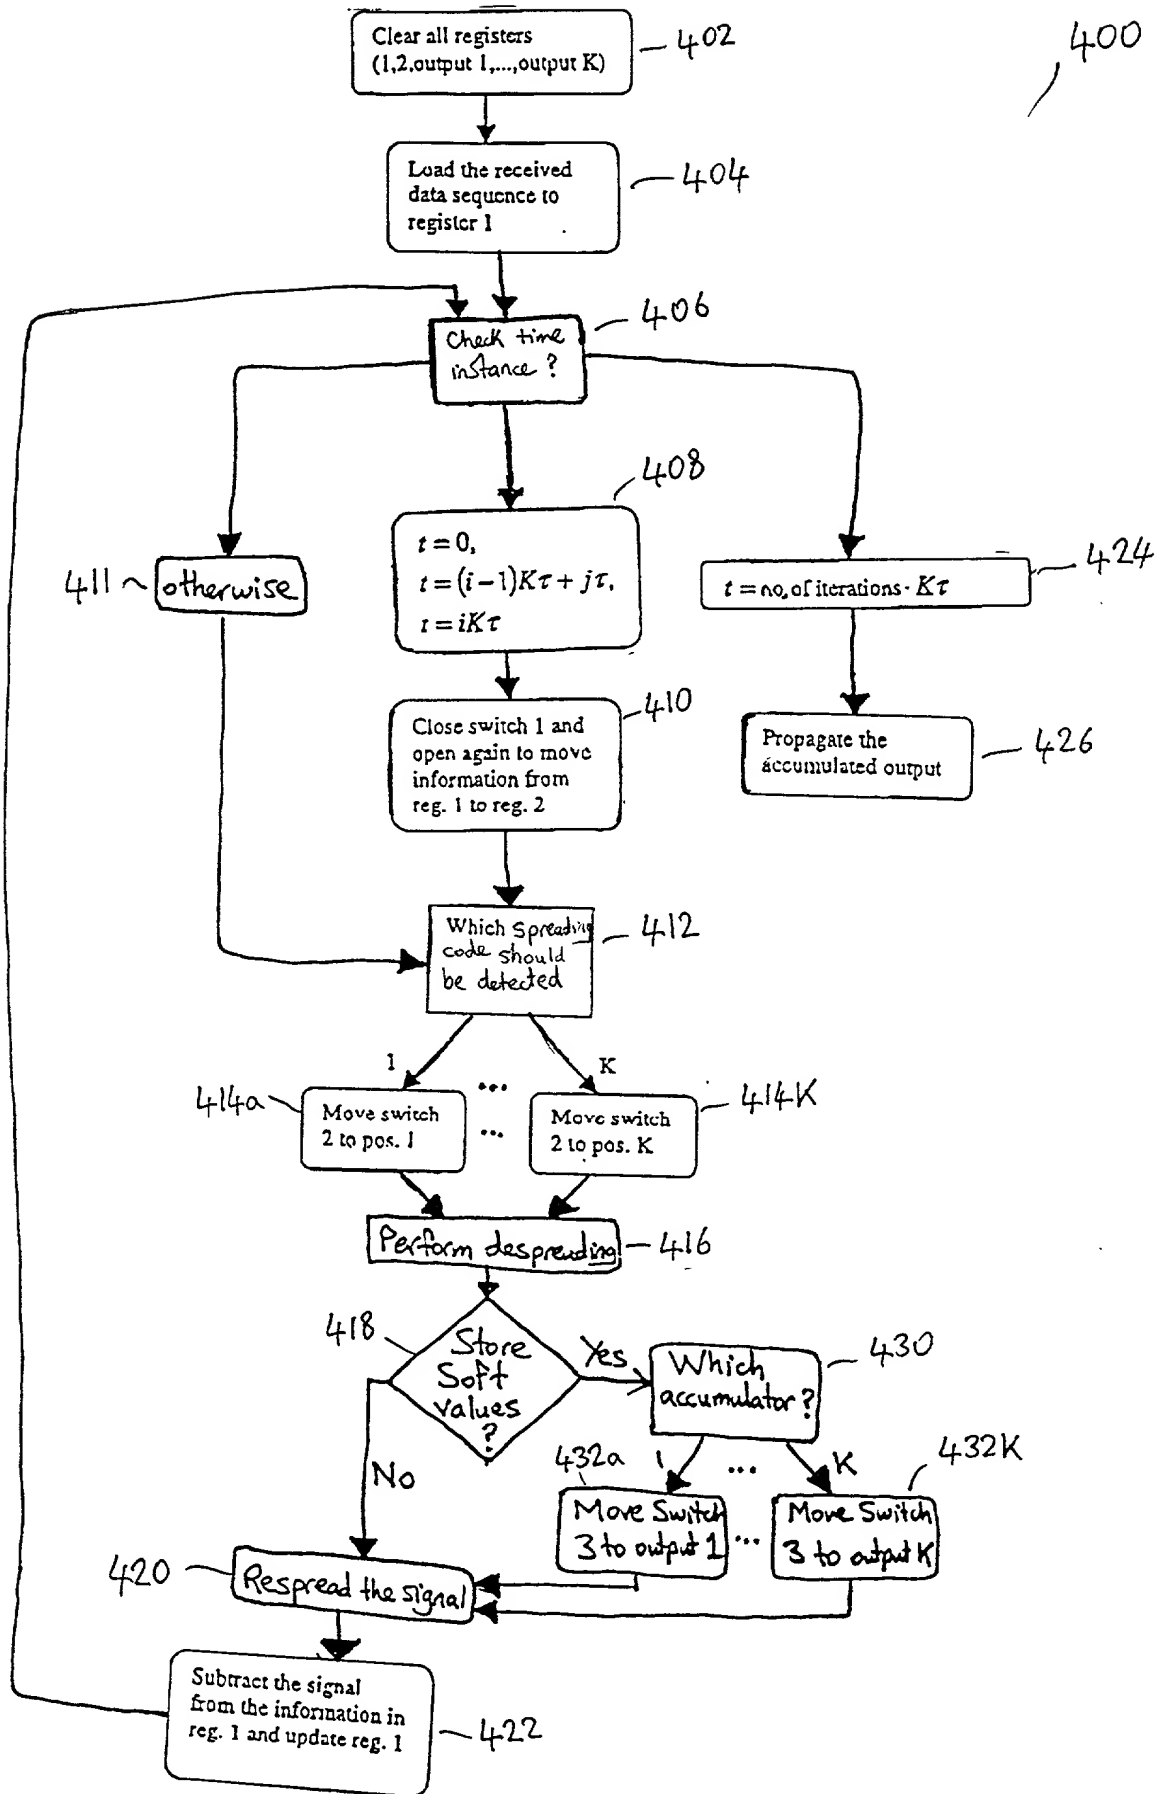 Clear all registers
(1,2,output 1,...,output K)
402
400
Load the received
data sequence to
register 1
404
406
Check time
instance ?
408
t = 0,
t = (i − 1)Kτ + jτ,
t = iKτ
411
otherwise
424
t = no. of iterations · Kτ
410
Close switch 1 and
open again to move
information from
reg. 1 to reg. 2
Propagate the
accumulated output
426
Which spreading
code should
be detected
412
1
K
...
414a
Move switch
2 to pos. 1
...
Move switch
2 to pos. K
414K
Perform despreading
416
418
Store
Soft
values
?
Yes
Which
accumulator ?
430
No
432a
1
...
K
432K
Move Switch
3 to output 1
...
Move Switch
3 to output K
420
Respread the signal
Subtract the signal
from the information in
reg. 1 and update reg. 1
422